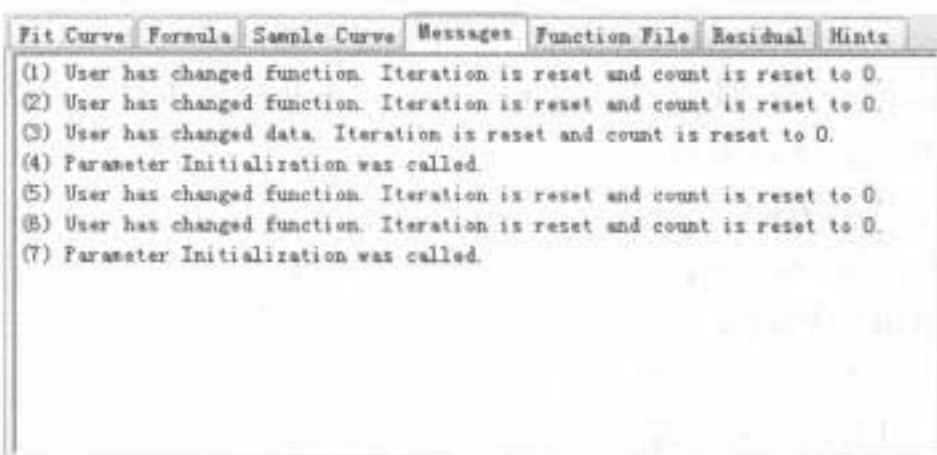 Fit Curve Formula Sample Curve Messages Function File Residual Hints
(1) User has changed function. Iteration is reset and count is reset to 0.
(2) User has changed function. Iteration is reset and count is reset to 0.
(3) User has changed data. Iteration is reset and count is reset to 0.
(4) Parameter Initialization was called.
(5) User has changed function. Iteration is reset and count is reset to 0.
(6) User has changed function. Iteration is reset and count is reset to 0.
(7) Parameter Initialization was called.